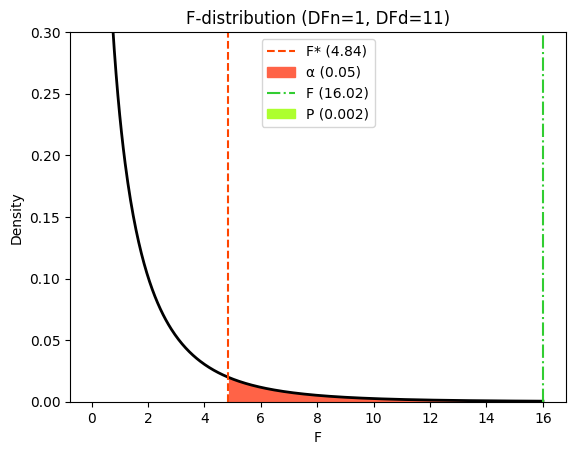 F-distribution (DFn=1, DFd=11)
F* (4.84)
α (0.05)
F (16.02)
P (0.002)
Density
0.30
0.25
0.20
0.15
0.10
0.05
0.00
0 2 4 6 8 10 12 14 16
F